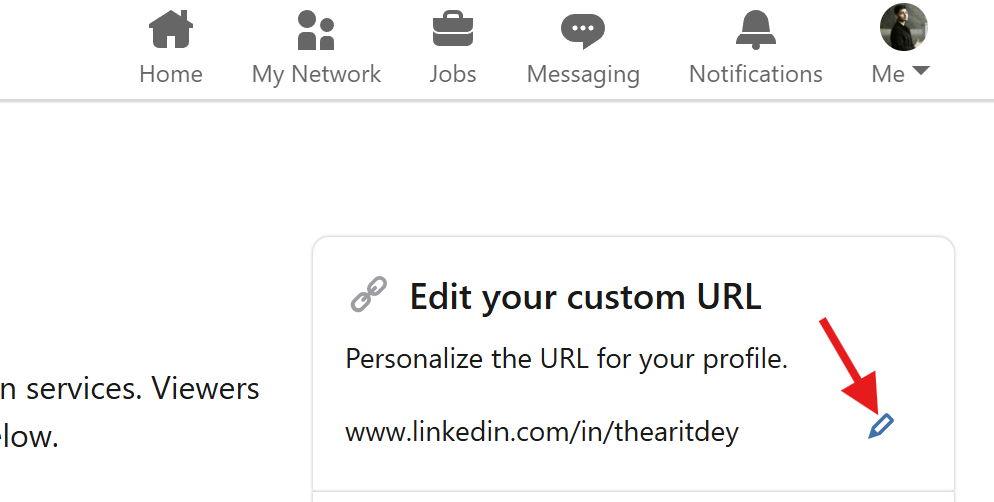 Home My Network Jobs Messaging Notifications Me
Edit your custom URL
Personalize the URL for your profile.
n services. Viewers
elow.
www.linkedin.com/in/thearitdey